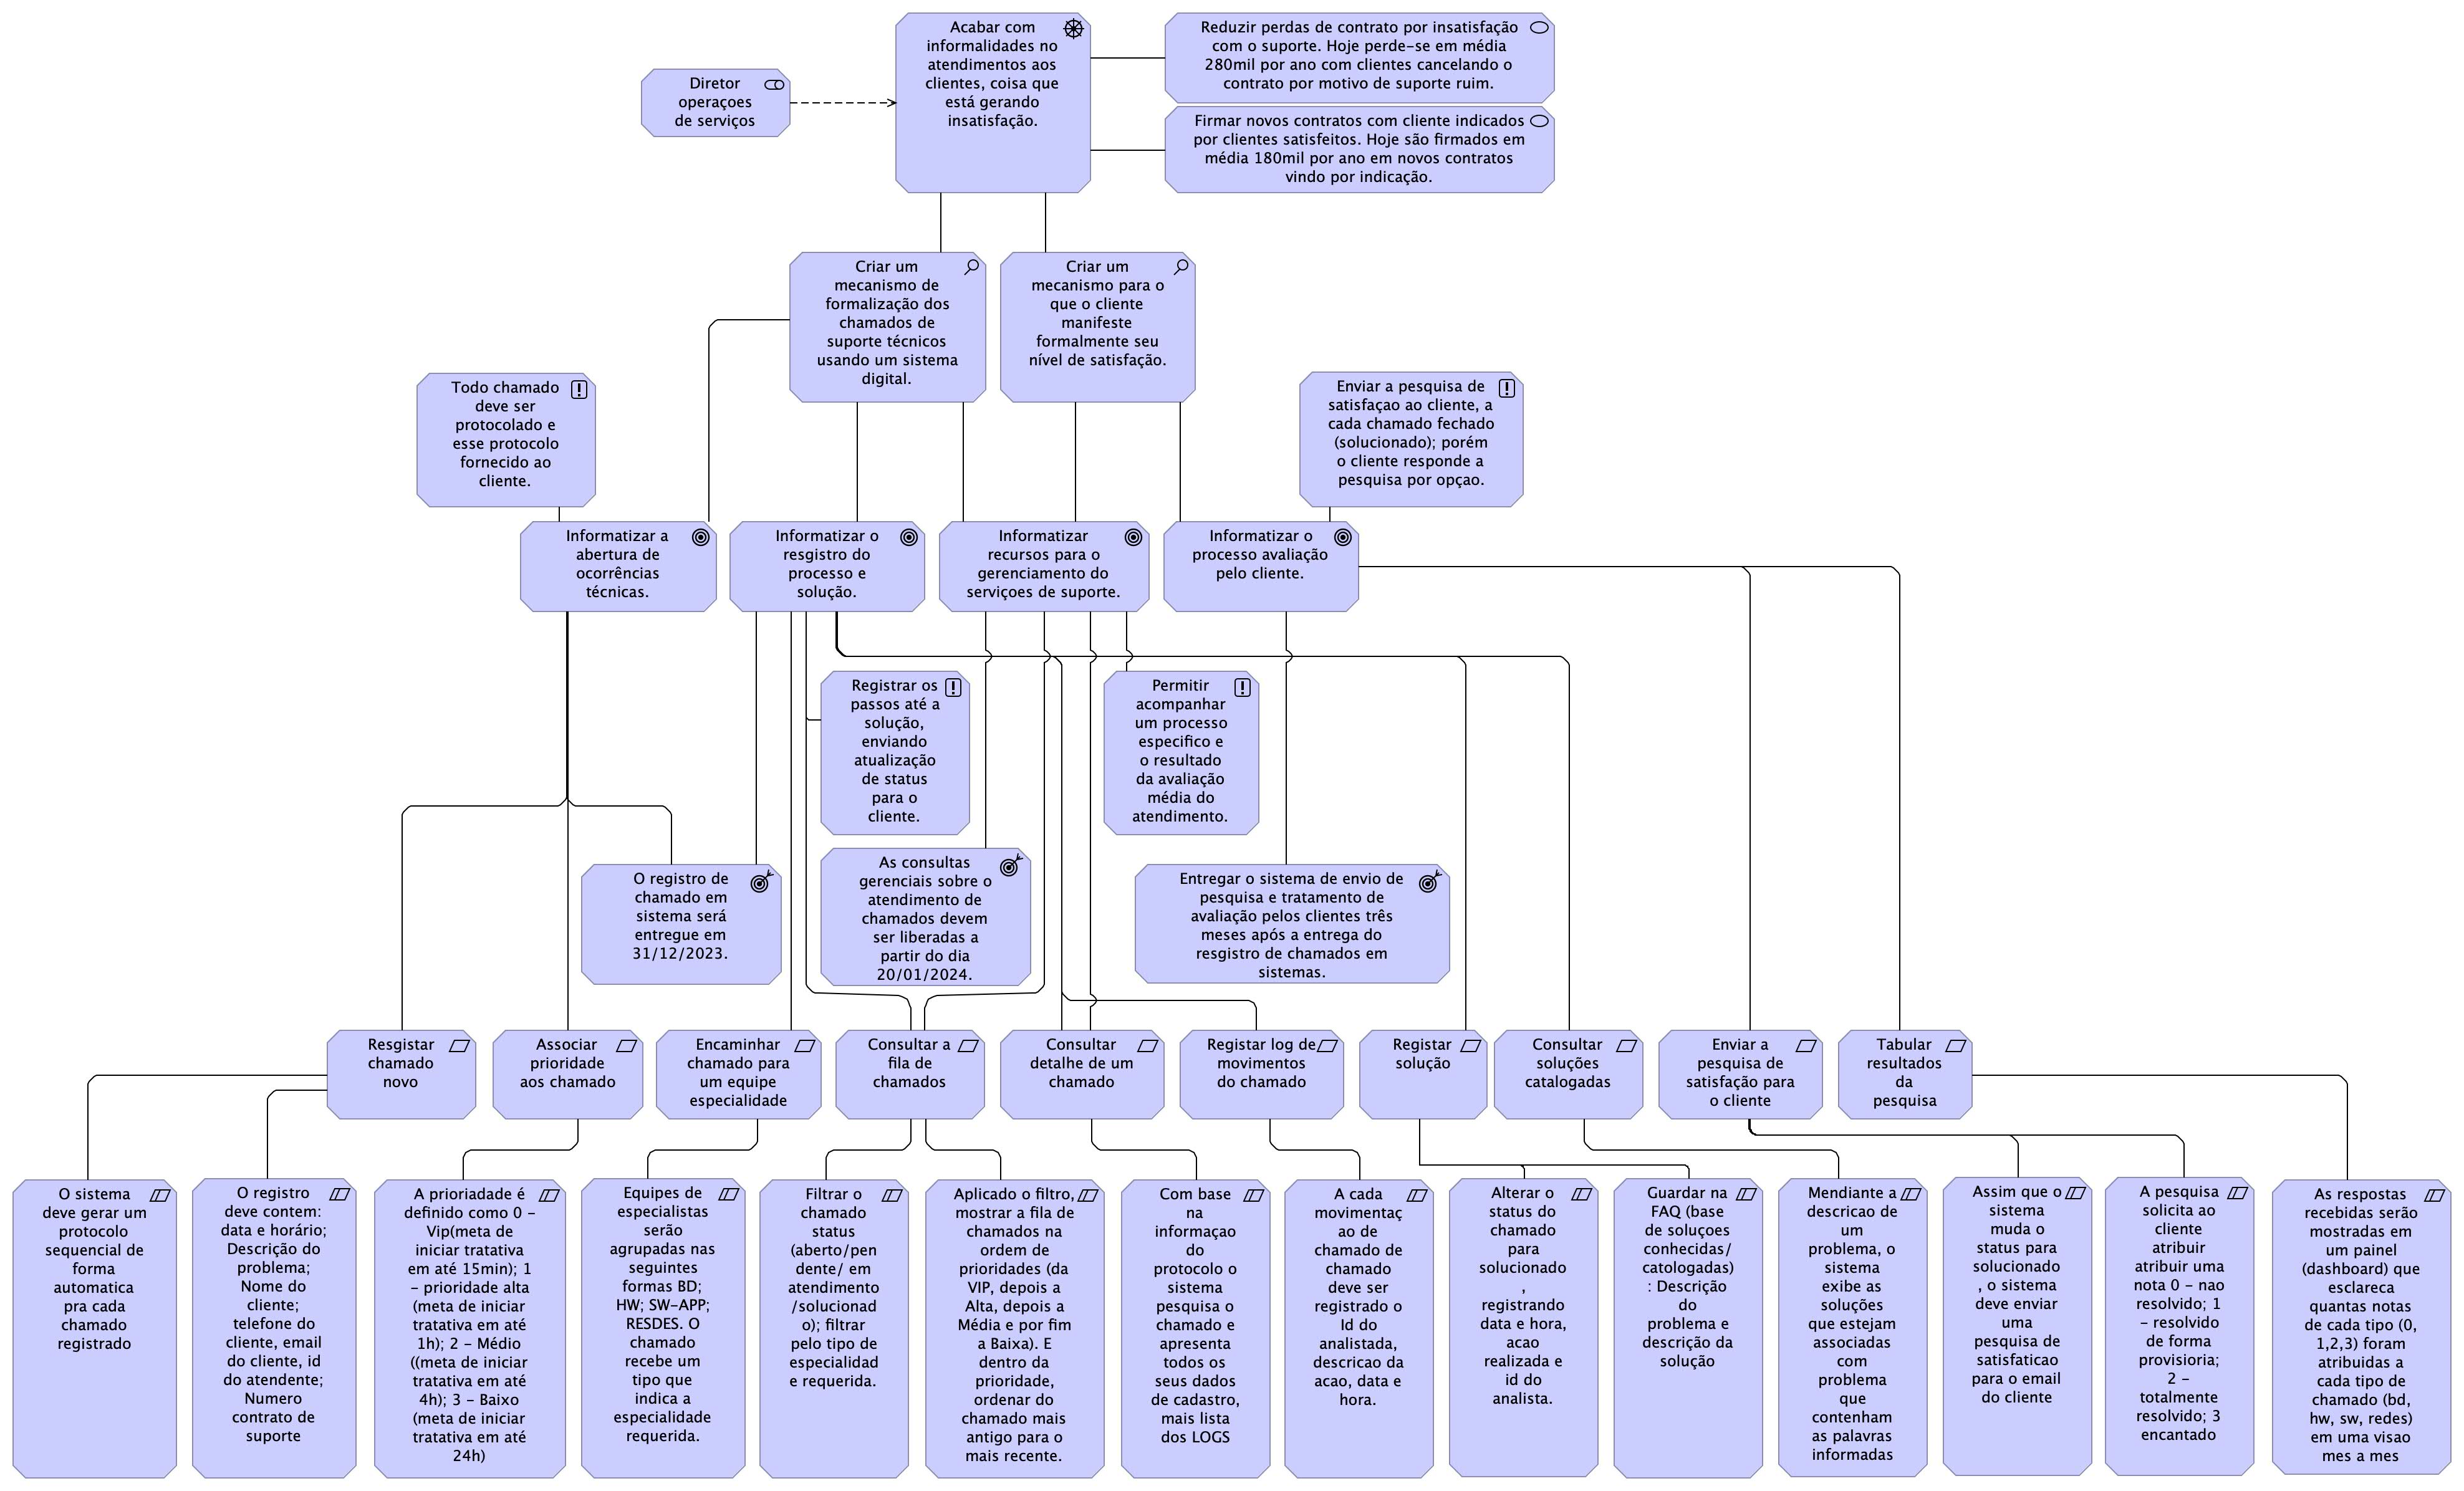 Acabar com
informalidades no
atendimentos aos
clientes, coisa que
está gerando
insatisfação.
Reduzir perdas de contrato por insatisfação
com o suporte. Hoje perde-se em média
280mil por ano com clientes cancelando o
contrato por motivo de suporte ruim.
Diretor
operaçoes
de serviços
Firmar novos contratos com cliente indicados
por clientes satisfeitos. Hoje são firmados em
média 180mil por ano em novos contratos
vindo por indicação.
Criar um
mecanismo de
formalização dos
chamados de
suporte técnicos
usando um sistema
digital.
Criar um
mecanismo para o
que o cliente
manifeste
formalmente seu
nível de satisfação.
Todo chamado
deve ser
protocolado e
esse protocolo
fornecido ao
cliente.
Enviar a pesquisa de
satisfaçao ao cliente, a
cada chamado fechado
(solucionado); porém
o cliente responde a
pesquisa por opçao.
Informatizar a
abertura de
ocorrências
técnicas.
Informatizar o
resgistro do
processo e
solução.
Informatizar
recursos para o
gerenciamento do
serviçoes de suporte.
Informatizar o
processo avaliação
pelo cliente.
Registrar os
passos até a
solução,
enviando
atualização
de status
para o
cliente.
Permitir
acompanhar
um processo
especifico e
o resultado
da avaliação
média do
atendimento.
O registro de
chamado em
sistema será
entregue em
31/12/2023.
As consultas
gerenciais sobre o
atendimento de
chamados devem
ser liberadas a
partir do dia
20/01/2024.
Entregar o sistema de envio de
pesquisa e tratamento de
avaliação pelos clientes três
meses após a entrega do
resgistro de chamados em
sistemas.
Resgistar
chamado
novo
Associar
prioridade
aos chamado
Encaminhar
chamado para
um equipe
especialidade
Consultar a
fila de
chamados
Consultar
detalhe de um
chamado
Registar log de
movimentos
do chamado
Registar
solução
Consultar
soluções
catalogadas
Enviar a
pesquisa de
satisfação para
o cliente
Tabular
resultados
da
pesquisa
O sistema
deve gerar um
protocolo
sequencial de
forma
automatica
pra cada
chamado
registrado
O registro
deve contem:
data e horário;
Descrição do
problema;
Nome do
cliente;
telefone do
cliente, email
do cliente, id
do atendente;
Numero
contrato de
suporte
A prioriadade é
definido como 0 -
Vip(meta de
iniciar tratativa
em até 15min); 1
- prioridade alta
(meta de iniciar
tratativa em até
1h); 2 - Médio
((meta de iniciar
tratativa em até
4h); 3 - Baixo
(meta de iniciar
tratativa em até
24h)
Equipes de
especialistas
serão
agrupadas nas
seguintes
formas BD;
HW; SW-APP;
RESDES. O
chamado
recebe um
tipo que
indica a
especialidade
requerida.
Filtrar o
chamado
status
(aberto/pen
dente/ em
atendimento
/solucionad
o); filtrar
pelo tipo de
especialidad
e requerida.
Aplicado o filtro,
mostrar a fila de
chamados na
ordem de
prioridades (da
VIP, depois a
Alta, depois a
Média e por fim
a Baixa). E
dentro da
prioridade,
ordenar do
chamado mais
antigo para o
mais recente.
Com base
na
informaçao
do
protocolo o
sistema
pesquisa o
chamado e
apresenta
todos os
seus dados
de cadastro,
mais lista
dos LOGS
A cada
movimentaç
ao de
chamado de
chamado
deve ser
registrado o
Id do
analistada,
descricao da
acao, data e
hora.
Alterar o
status do
chamado
para
solucionado
,
registrando
data e hora,
acao
realizada e
id do
analista.
Guardar na
FAQ (base
de soluçoes
conhecidas/
catologadas)
: Descrição
do
problema e
descrição da
solução
Mendiante a
descricao de
um
problema, o
sistema
exibe as
soluções
que estejam
associadas
com
problema
que
contenham
as palavras
informadas
Assim que o
sistema
muda o
status para
solucionado
, o sistema
deve enviar
uma
pesquisa de
satisfaticao
para o email
do cliente
A pesquisa
solicita ao
cliente
atribuir
atribuir uma
nota 0 - nao
resolvido; 1
- resolvido
de forma
provisioria;
2 -
totalmente
resolvido; 3
encantado
As respostas
recebidas serão
mostradas em
um painel
(dashboard) que
esclareca
quantas notas
de cada tipo (0,
1,2,3) foram
atribuidas a
cada tipo de
chamado (bd,
hw, sw, redes)
em uma visao
mes a mes